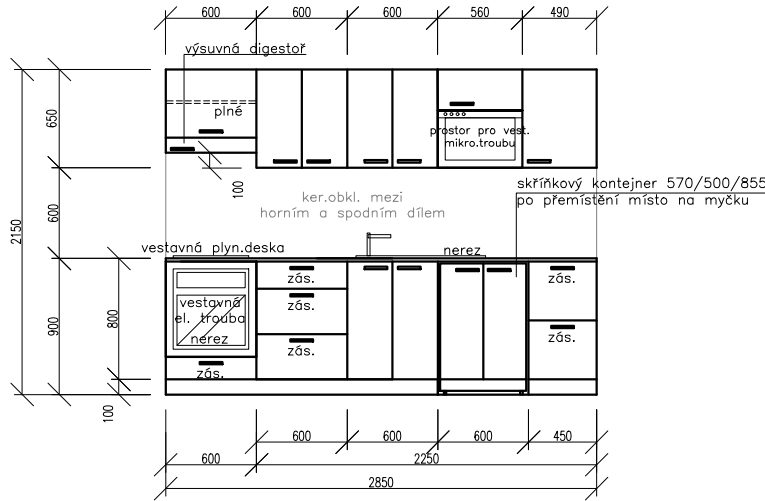 600 600 600 560 490
výsuvná digestoř
plné
prostor pro vest.
mikro.troubu
650
100
skříňkový kontejner 570/500/855
po přemístění místo na myčku
ker.obkl. mezi
horním a spodním dílem
600
2150
vestavná plyn.deska
nerez
vestavná
el. trouba
nerez
zás.
zás.
zás.
zás.
zás.
zás.
900
800
100
600 600 600 450
600 2250
2850